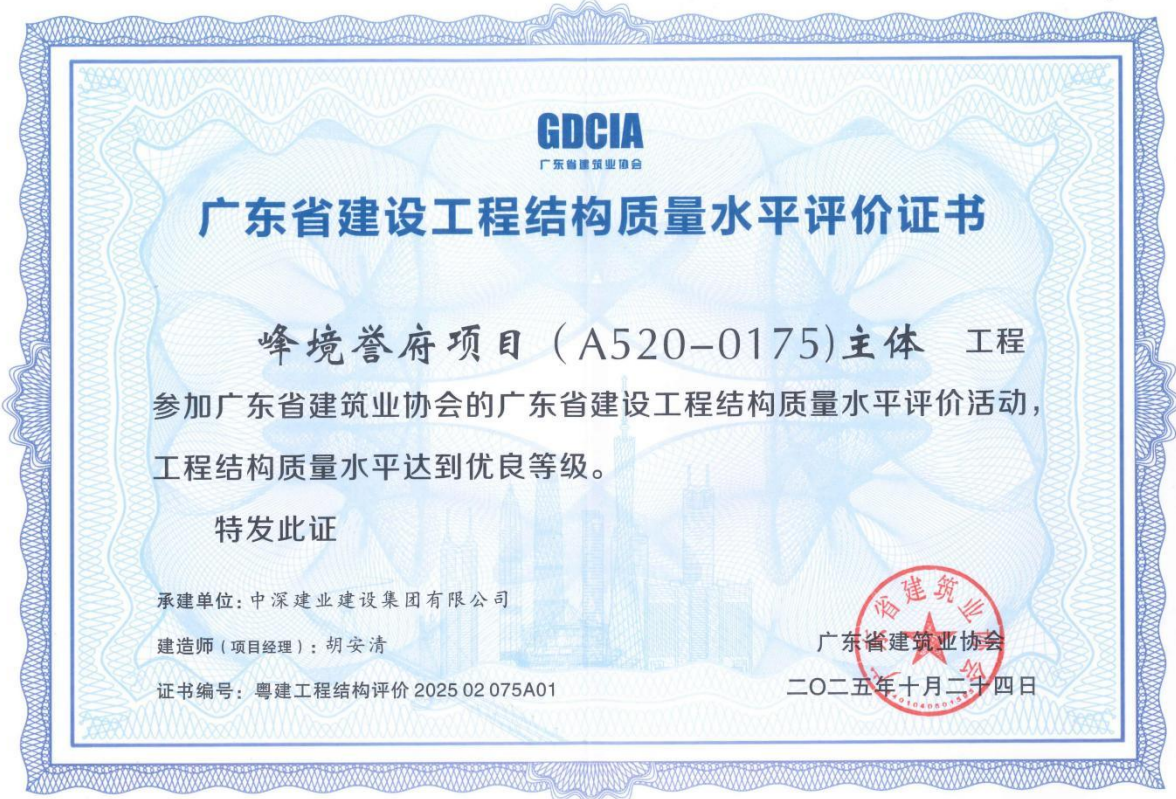 GDCIA
广东省建筑业协会
广东省建设工程结构质量水平评价证书
峰境誉府项目（A520-0175)主体 工程
参加广东省建筑业协会的广东省建设工程结构质量水平评价活动，
工程结构质量水平达到优良等级。
特发此证
承建单位：中深建业建设集团有限公司
建造师（项目经理）：胡安清
证书编号：粤建工程结构评价 2025 02 075A01
广东省建筑业协会
二〇二五年十月二十四日
广东省建筑业协会